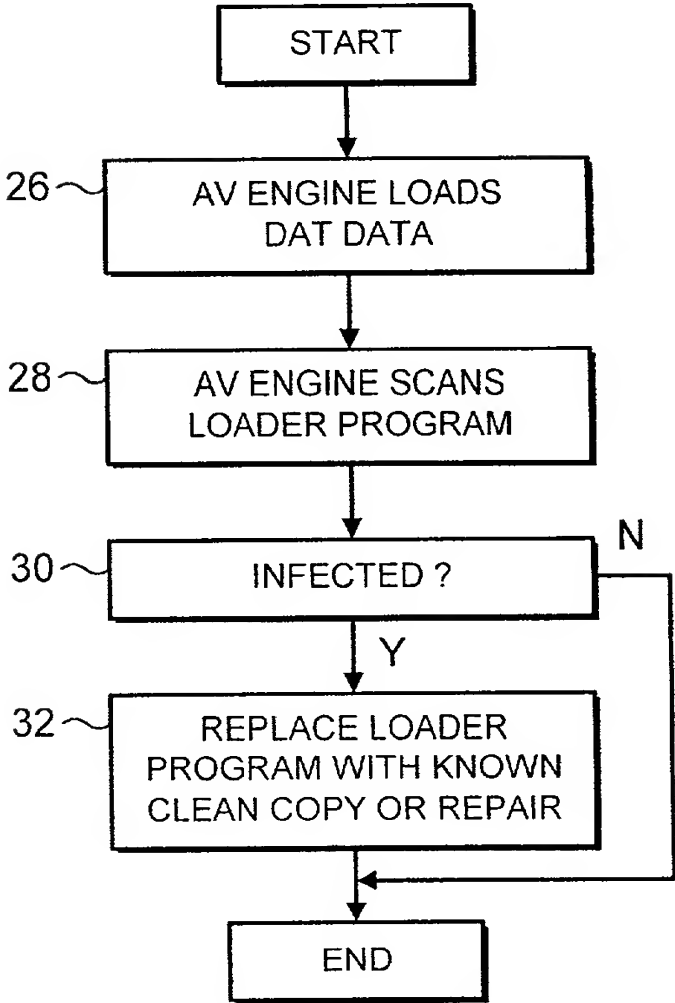 START
26
AV ENGINE LOADS
DAT DATA
28
AV ENGINE SCANS
LOADER PROGRAM
N
30
INFECTED ?
Y
32
REPLACE LOADER
PROGRAM WITH KNOWN
CLEAN COPY OR REPAIR
END